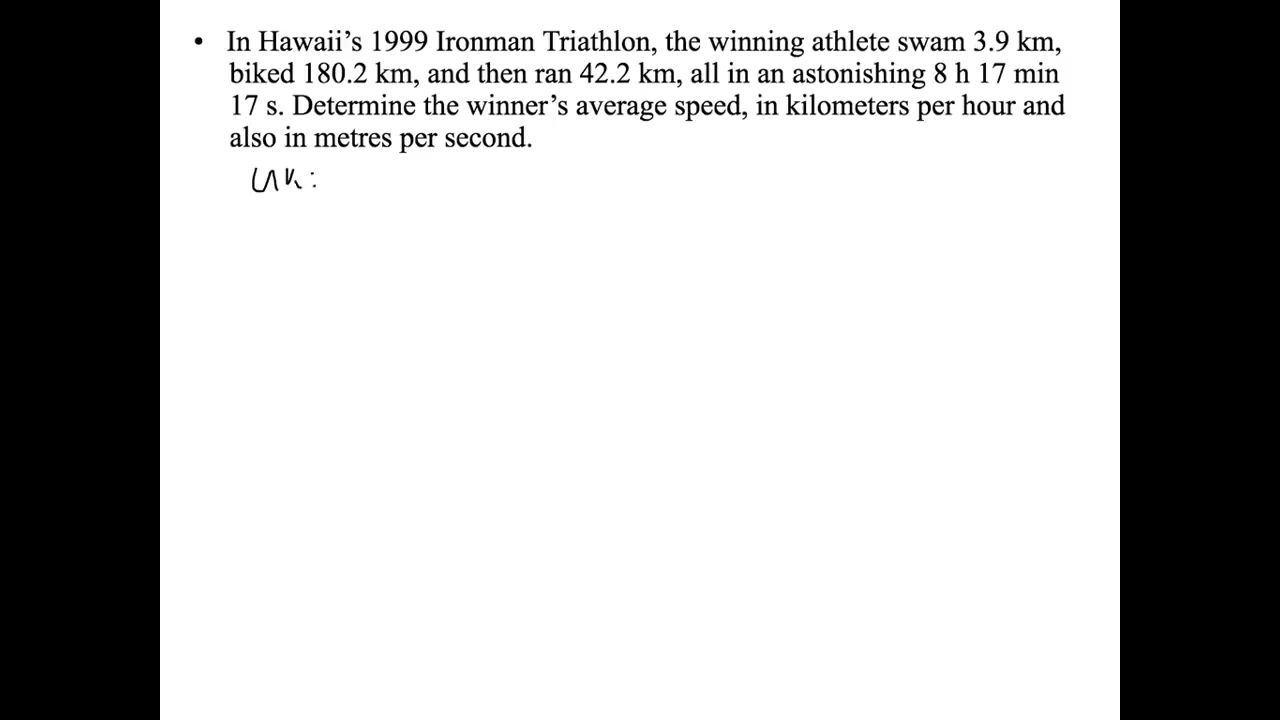 • In Hawaii’s 1999 Ironman Triathlon, the winning athlete swam 3.9 km,
biked 180.2 km, and then ran 42.2 km, all in an astonishing 8 h 17 min
17 s. Determine the winner’s average speed, in kilometers per hour and
also in metres per second.
UK: